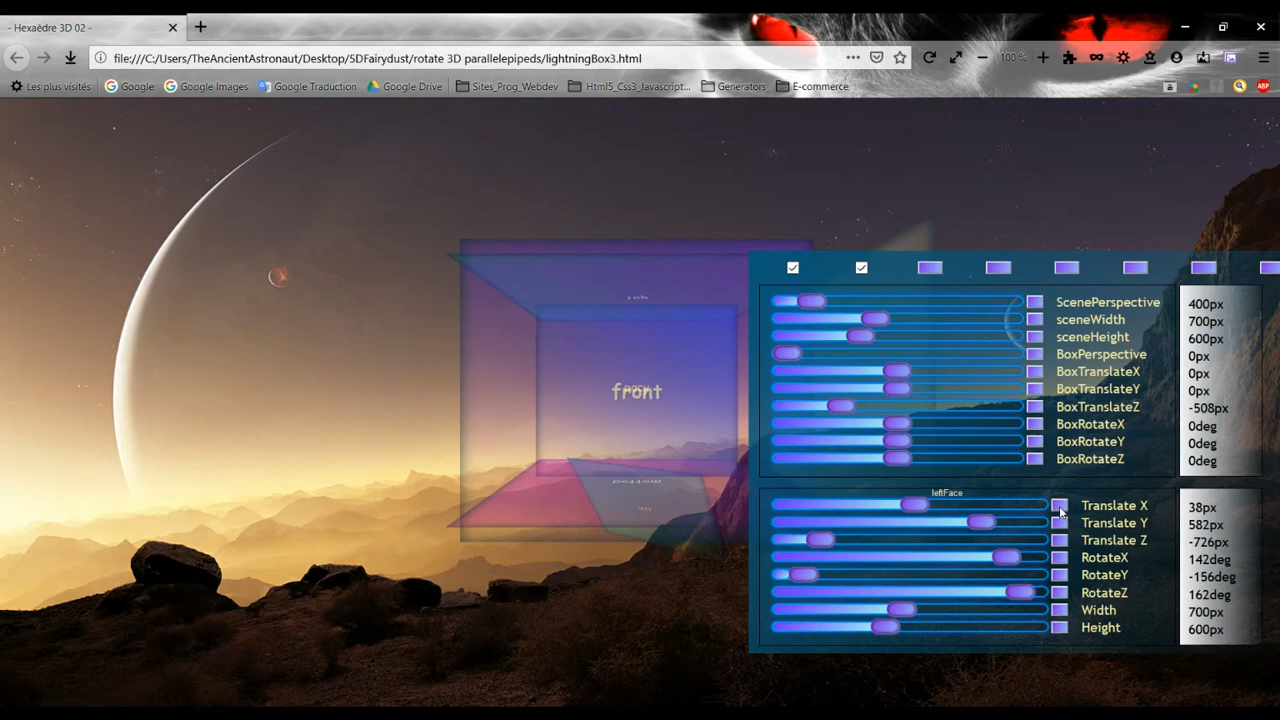 - Hexaèdre 3D 02 -
file:///C:/Users/TheAncientAstronaut/Desktop/5DFairydust/rotate 3D parallelepipeds/lightningBox3.html
100 %
Les plus visités Google Google Images Google Traduction Google Drive Sites_Prog_Webdev Html5_Css3_Javascript... Generators E-commerce
ABP
front
bottom
ScenePerspective 400px
sceneWidth 700px
sceneHeight 600px
BoxPerspective 0px
BoxTranslateX 0px
BoxTranslateY 0px
BoxTranslateZ -508px
BoxRotateX 0deg
BoxRotateY 0deg
BoxRotateZ 0deg
leftFace
Translate X 38px
Translate Y 582px
Translate Z -726px
RotateX 142deg
RotateY -156deg
RotateZ 162deg
Width 700px
Height 600px